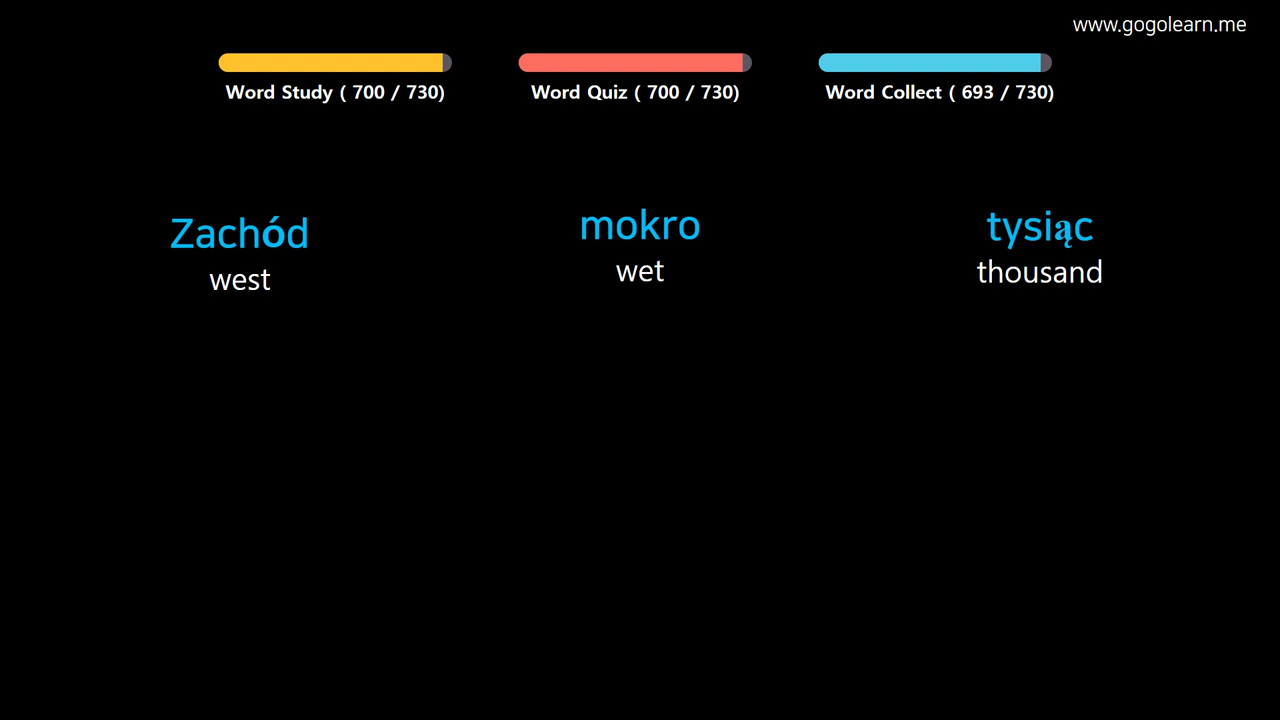 www.gogolearn.me
Word Study ( 700 / 730)
Word Quiz ( 700 / 730)
Word Collect ( 693 / 730)
Zachód
west
mokro
wet
tysiąc
thousand